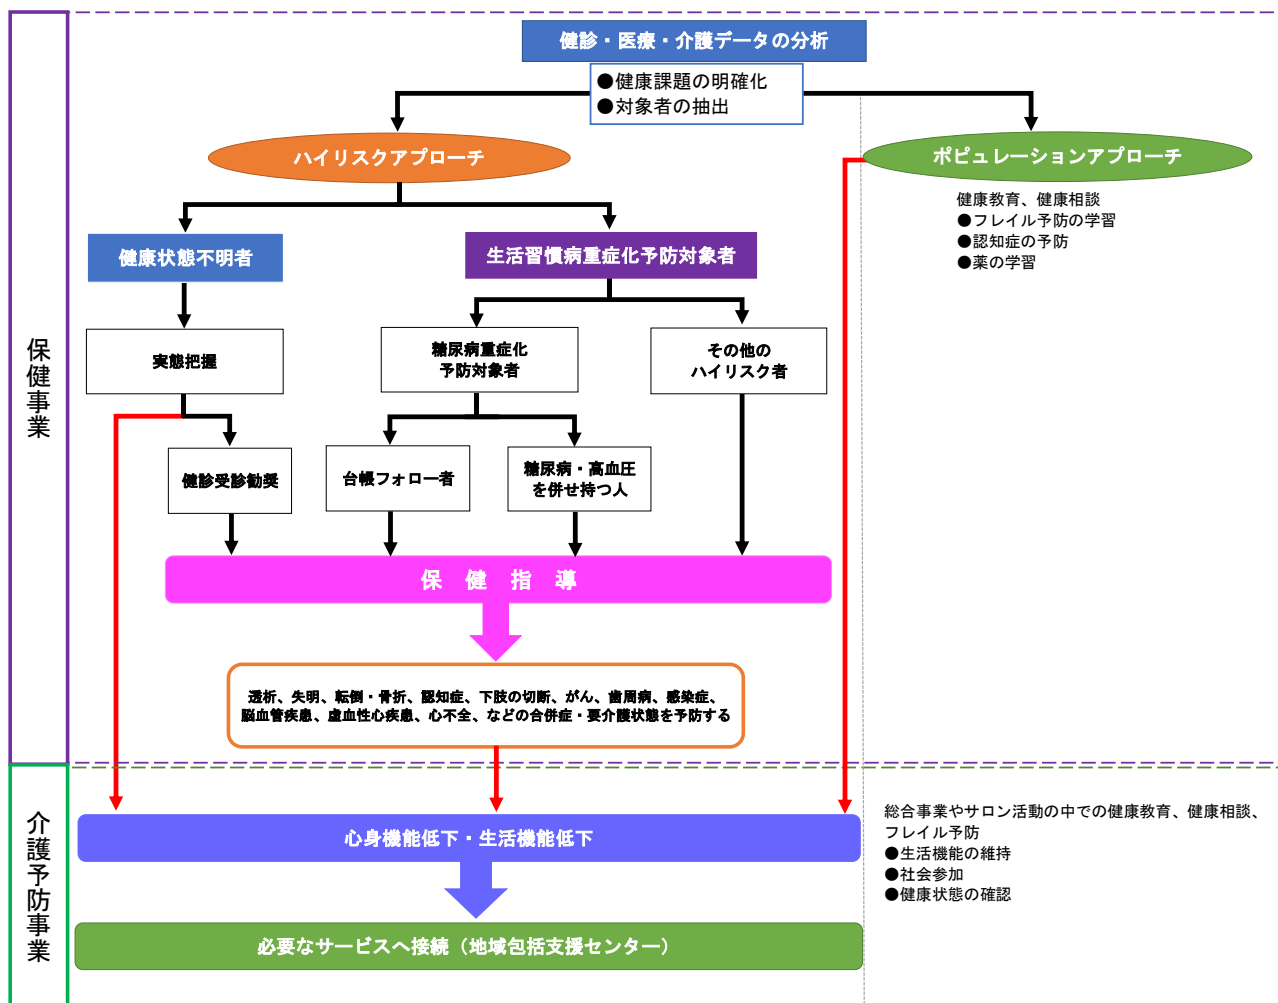 健診・医療・介護データの分析
●健康課題の明確化
●対象者の抽出
ハイリスクアプローチ
ポピュレーションアプローチ
健康教育、健康相談
●フレイル予防の学習
●認知症の予防
●薬の学習
健康状態不明者
生活習慣病重症化予防対象者
保健事業
実態把握
糖尿病重症化
予防対象者
その他の
ハイリスク者
健診受診勧奨
台帳フォロー者
糖尿病・高血圧
を併せ持つ人
保健指導
透析、失明、転倒・骨折、認知症、下肢の切断、がん、歯周病、感染症、
脳血管疾患、虚血性心疾患、心不全、などの合併症・要介護状態を予防する
介護予防事業
心身機能低下・生活機能低下
総合事業やサロン活動の中での健康教育、健康相談、
フレイル予防
●生活機能の維持
●社会参加
●健康状態の確認
必要なサービスへ接続（地域包括支援センター）